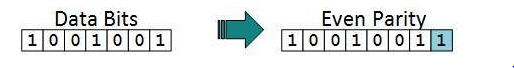 Data Bits Even Parity
1 0 0 1 0 0 1 1 0 0 1 0 0 1 1